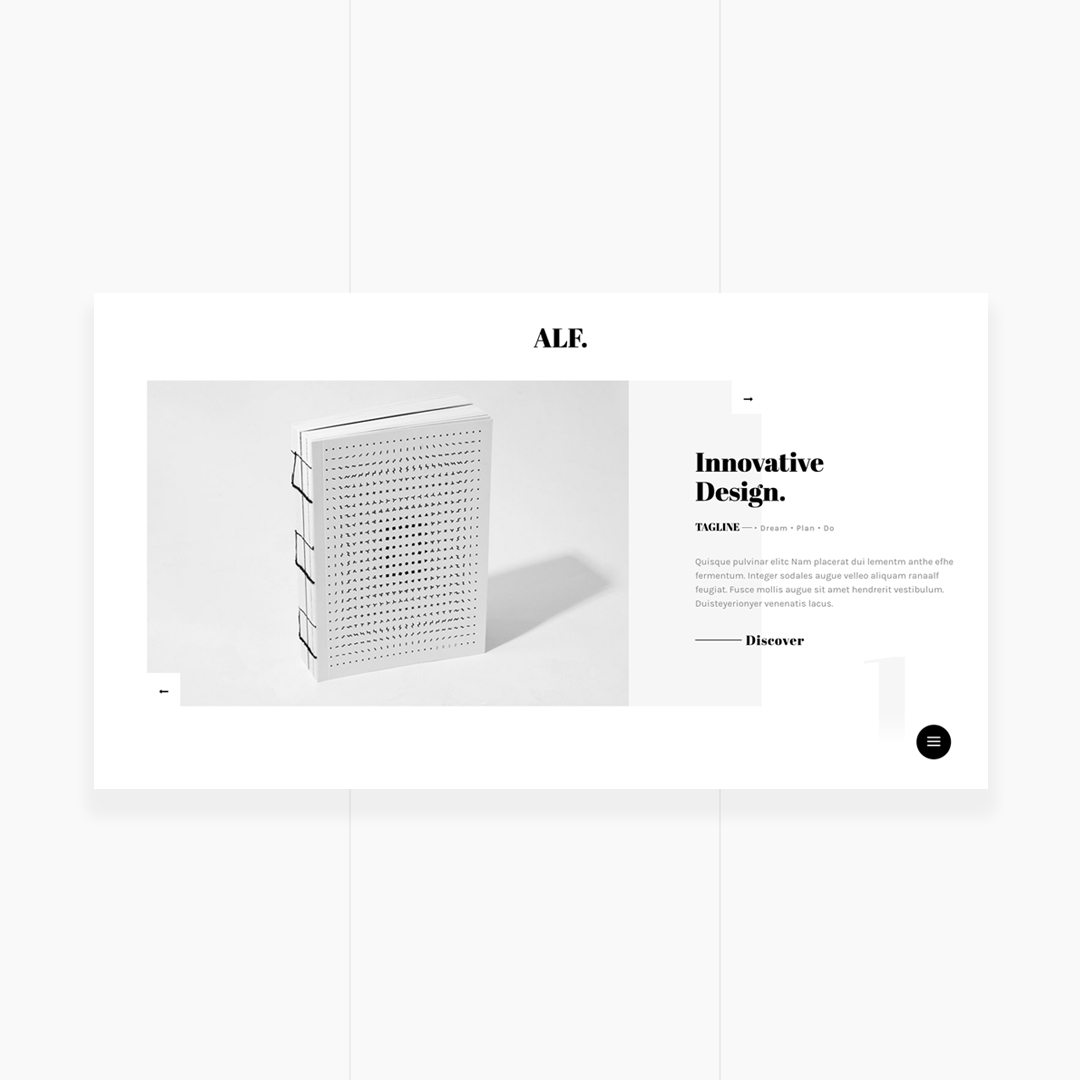 ALF.
→
Innovative
Design.
TAGLINE — • Dream • Plan • Do
Quisque pulvinar elitc Nam placerat dui lementm anthe efhe
fermentum. Integer sodales augue velleo aliquam ranaalf
feugiat. Fusce mollis augue sit amet hendrerit vestibulum.
Duisteyerionyer venenatis lacus.
Discover
←
1